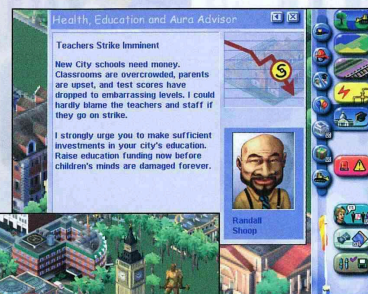 Health, Education and Aura Advisor
Teachers Strike Imminent
New City schools need money.
Classrooms are overcrowded, parents
are upset, and test scores have
dropped to embarrassing levels. I could
hardly blame the teachers and staff if
they go on strike.
I strongly urge you to make sufficient
investments in your city's education.
Raise education funding now before
children's minds are damaged forever.
S
Randall
Shoop